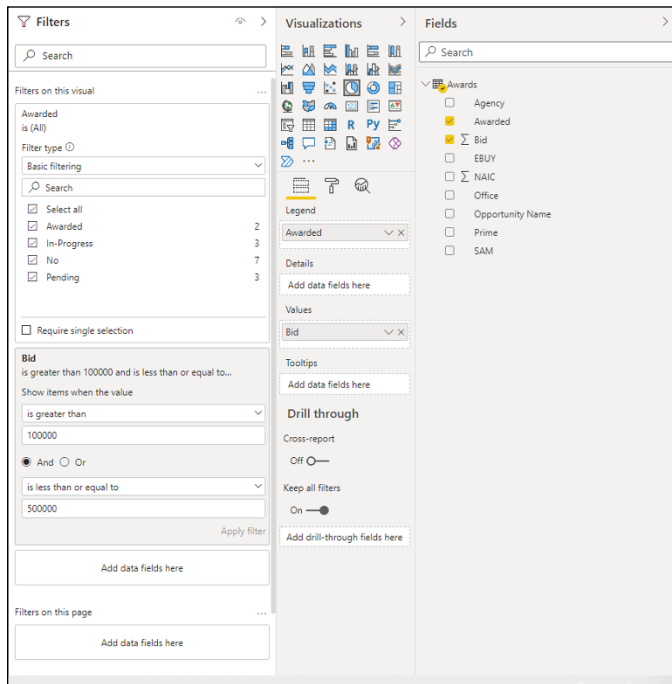 Filters
Search
Filters on this visual
...
Awarded
is (All)
Filter type
Basic filtering
Search
Select all
Awarded 2
In-Progress 3
No 7
Pending 3
Require single selection
Bid
is greater than 100000 and is less than or equal to...
Show items when the value
is greater than
100000
And Or
is less than or equal to
500000
Apply filter
Add data fields here
Filters on this page
...
Add data fields here
Visualizations
R Py
...
Legend
Awarded
Details
Add data fields here
Values
Bid
Tooltips
Add data fields here
Drill through
Cross-report
Off
Keep all filters
On
Add drill-through fields here
Fields
Search
Awards
Agency
Awarded
∑ Bid
EBUY
∑ NAIC
Office
Opportunity Name
Prime
SAM